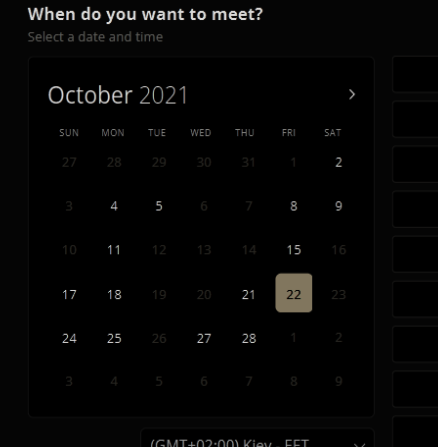 When do you want to meet?
Select a date and time
October 2021 >
SUN MON TUE WED THU FRI SAT
27 28 29 30 31 1 2
3 4 5 6 7 8 9
10 11 12 13 14 15 16
17 18 19 20 21 22 23
24 25 26 27 28 1 2
3 4 5 6 7 8 9
(GMT+02:00) Kiev - EET